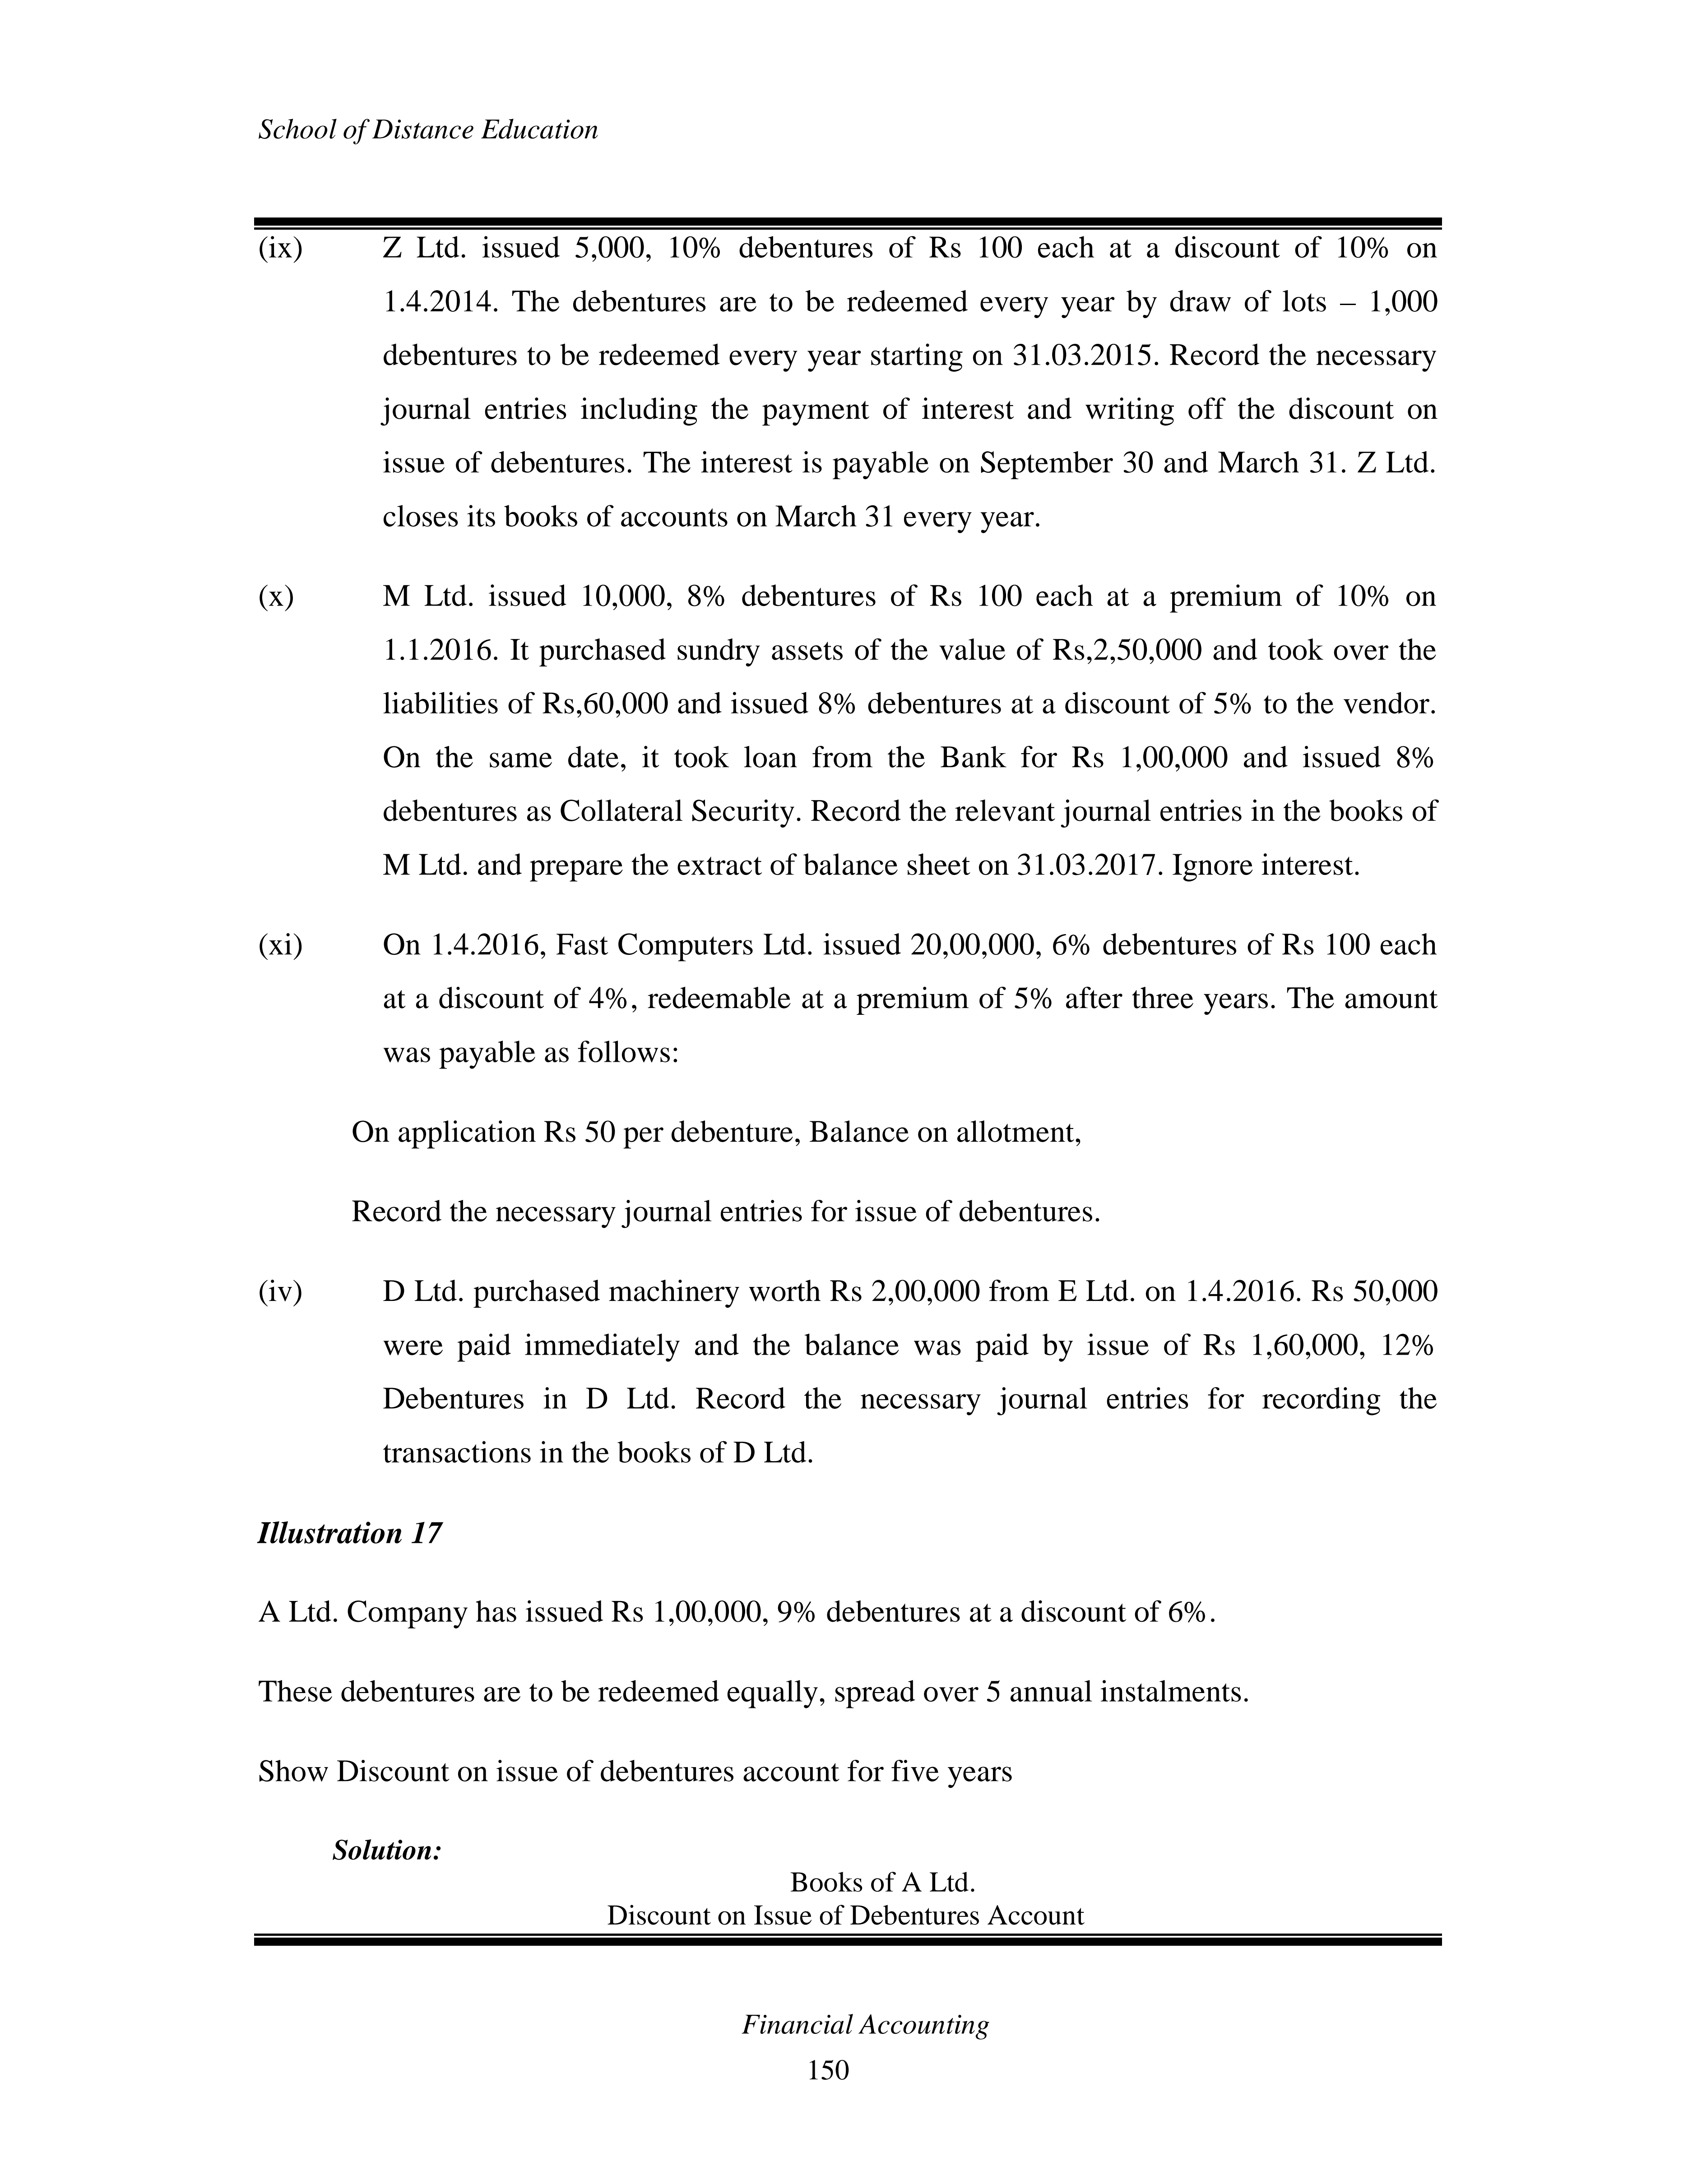 School of Distance Education
(ix) Z Ltd. issued 5,000, 10% debentures of Rs 100 each at a discount of 10% on
1.4.2014. The debentures are to be redeemed every year by draw of lots – 1,000
debentures to be redeemed every year starting on 31.03.2015. Record the necessary
journal entries including the payment of interest and writing off the discount on
issue of debentures. The interest is payable on September 30 and March 31. Z Ltd.
closes its books of accounts on March 31 every year.
(x) M Ltd. issued 10,000, 8% debentures of Rs 100 each at a premium of 10% on
1.1.2016. It purchased sundry assets of the value of Rs,2,50,000 and took over the
liabilities of Rs,60,000 and issued 8% debentures at a discount of 5% to the vendor.
On the same date, it took loan from the Bank for Rs 1,00,000 and issued 8%
debentures as Collateral Security. Record the relevant journal entries in the books of
M Ltd. and prepare the extract of balance sheet on 31.03.2017. Ignore interest.
(xi) On 1.4.2016, Fast Computers Ltd. issued 20,00,000, 6% debentures of Rs 100 each
at a discount of 4%, redeemable at a premium of 5% after three years. The amount
was payable as follows:
On application Rs 50 per debenture, Balance on allotment,
Record the necessary journal entries for issue of debentures.
(iv) D Ltd. purchased machinery worth Rs 2,00,000 from E Ltd. on 1.4.2016. Rs 50,000
were paid immediately and the balance was paid by issue of Rs 1,60,000, 12%
Debentures in D Ltd. Record the necessary journal entries for recording the
transactions in the books of D Ltd.
Illustration 17
A Ltd. Company has issued Rs 1,00,000, 9% debentures at a discount of 6%.
These debentures are to be redeemed equally, spread over 5 annual instalments.
Show Discount on issue of debentures account for five years
Solution:
Books of A Ltd.
Discount on Issue of Debentures Account
Financial Accounting
150